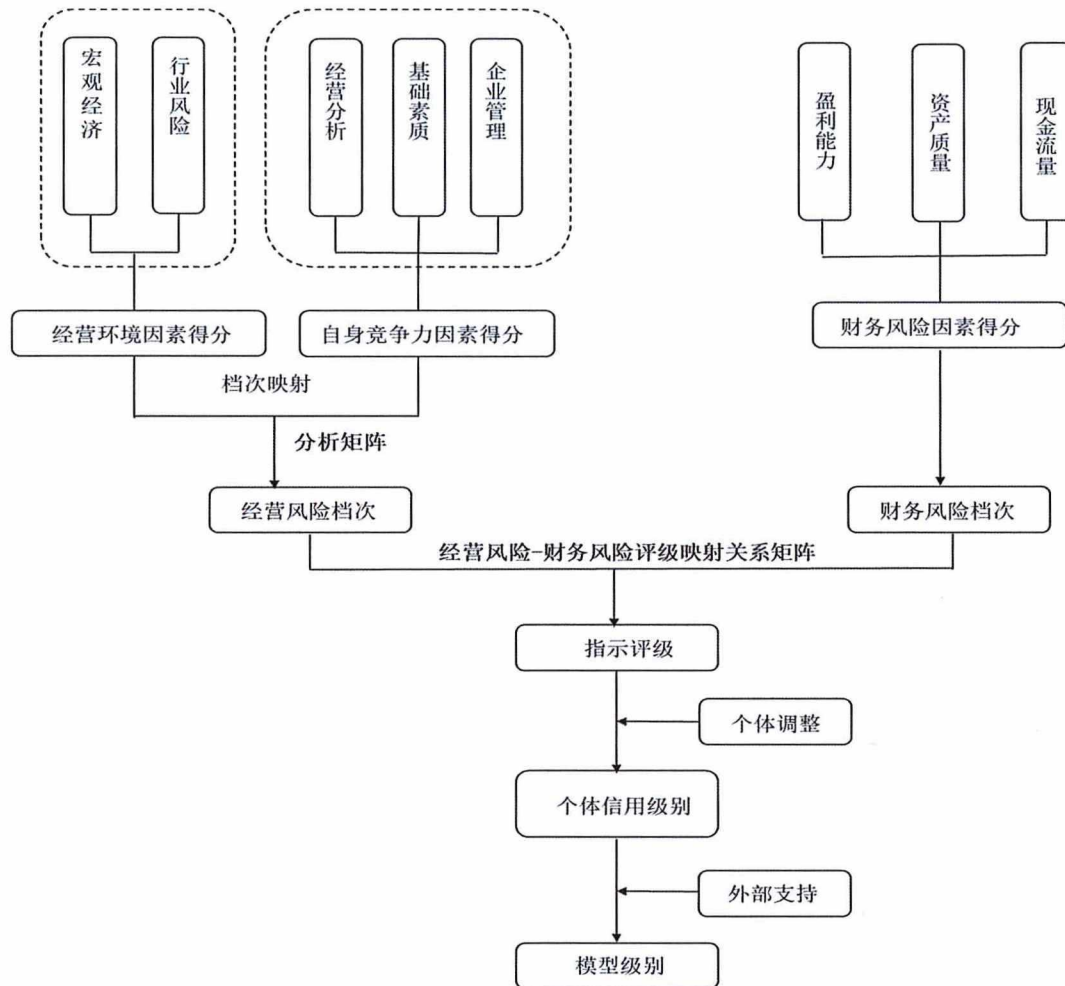 宏观经济
行业风险
经营分析
基础素质
企业管理
盈利能力
资产质量
现金流量
经营环境因素得分
自身竞争力因素得分
财务风险因素得分
档次映射
分析矩阵
经营风险档次
财务风险档次
经营风险-财务风险评级映射关系矩阵
指示评级
个体调整
个体信用级别
外部支持
模型级别